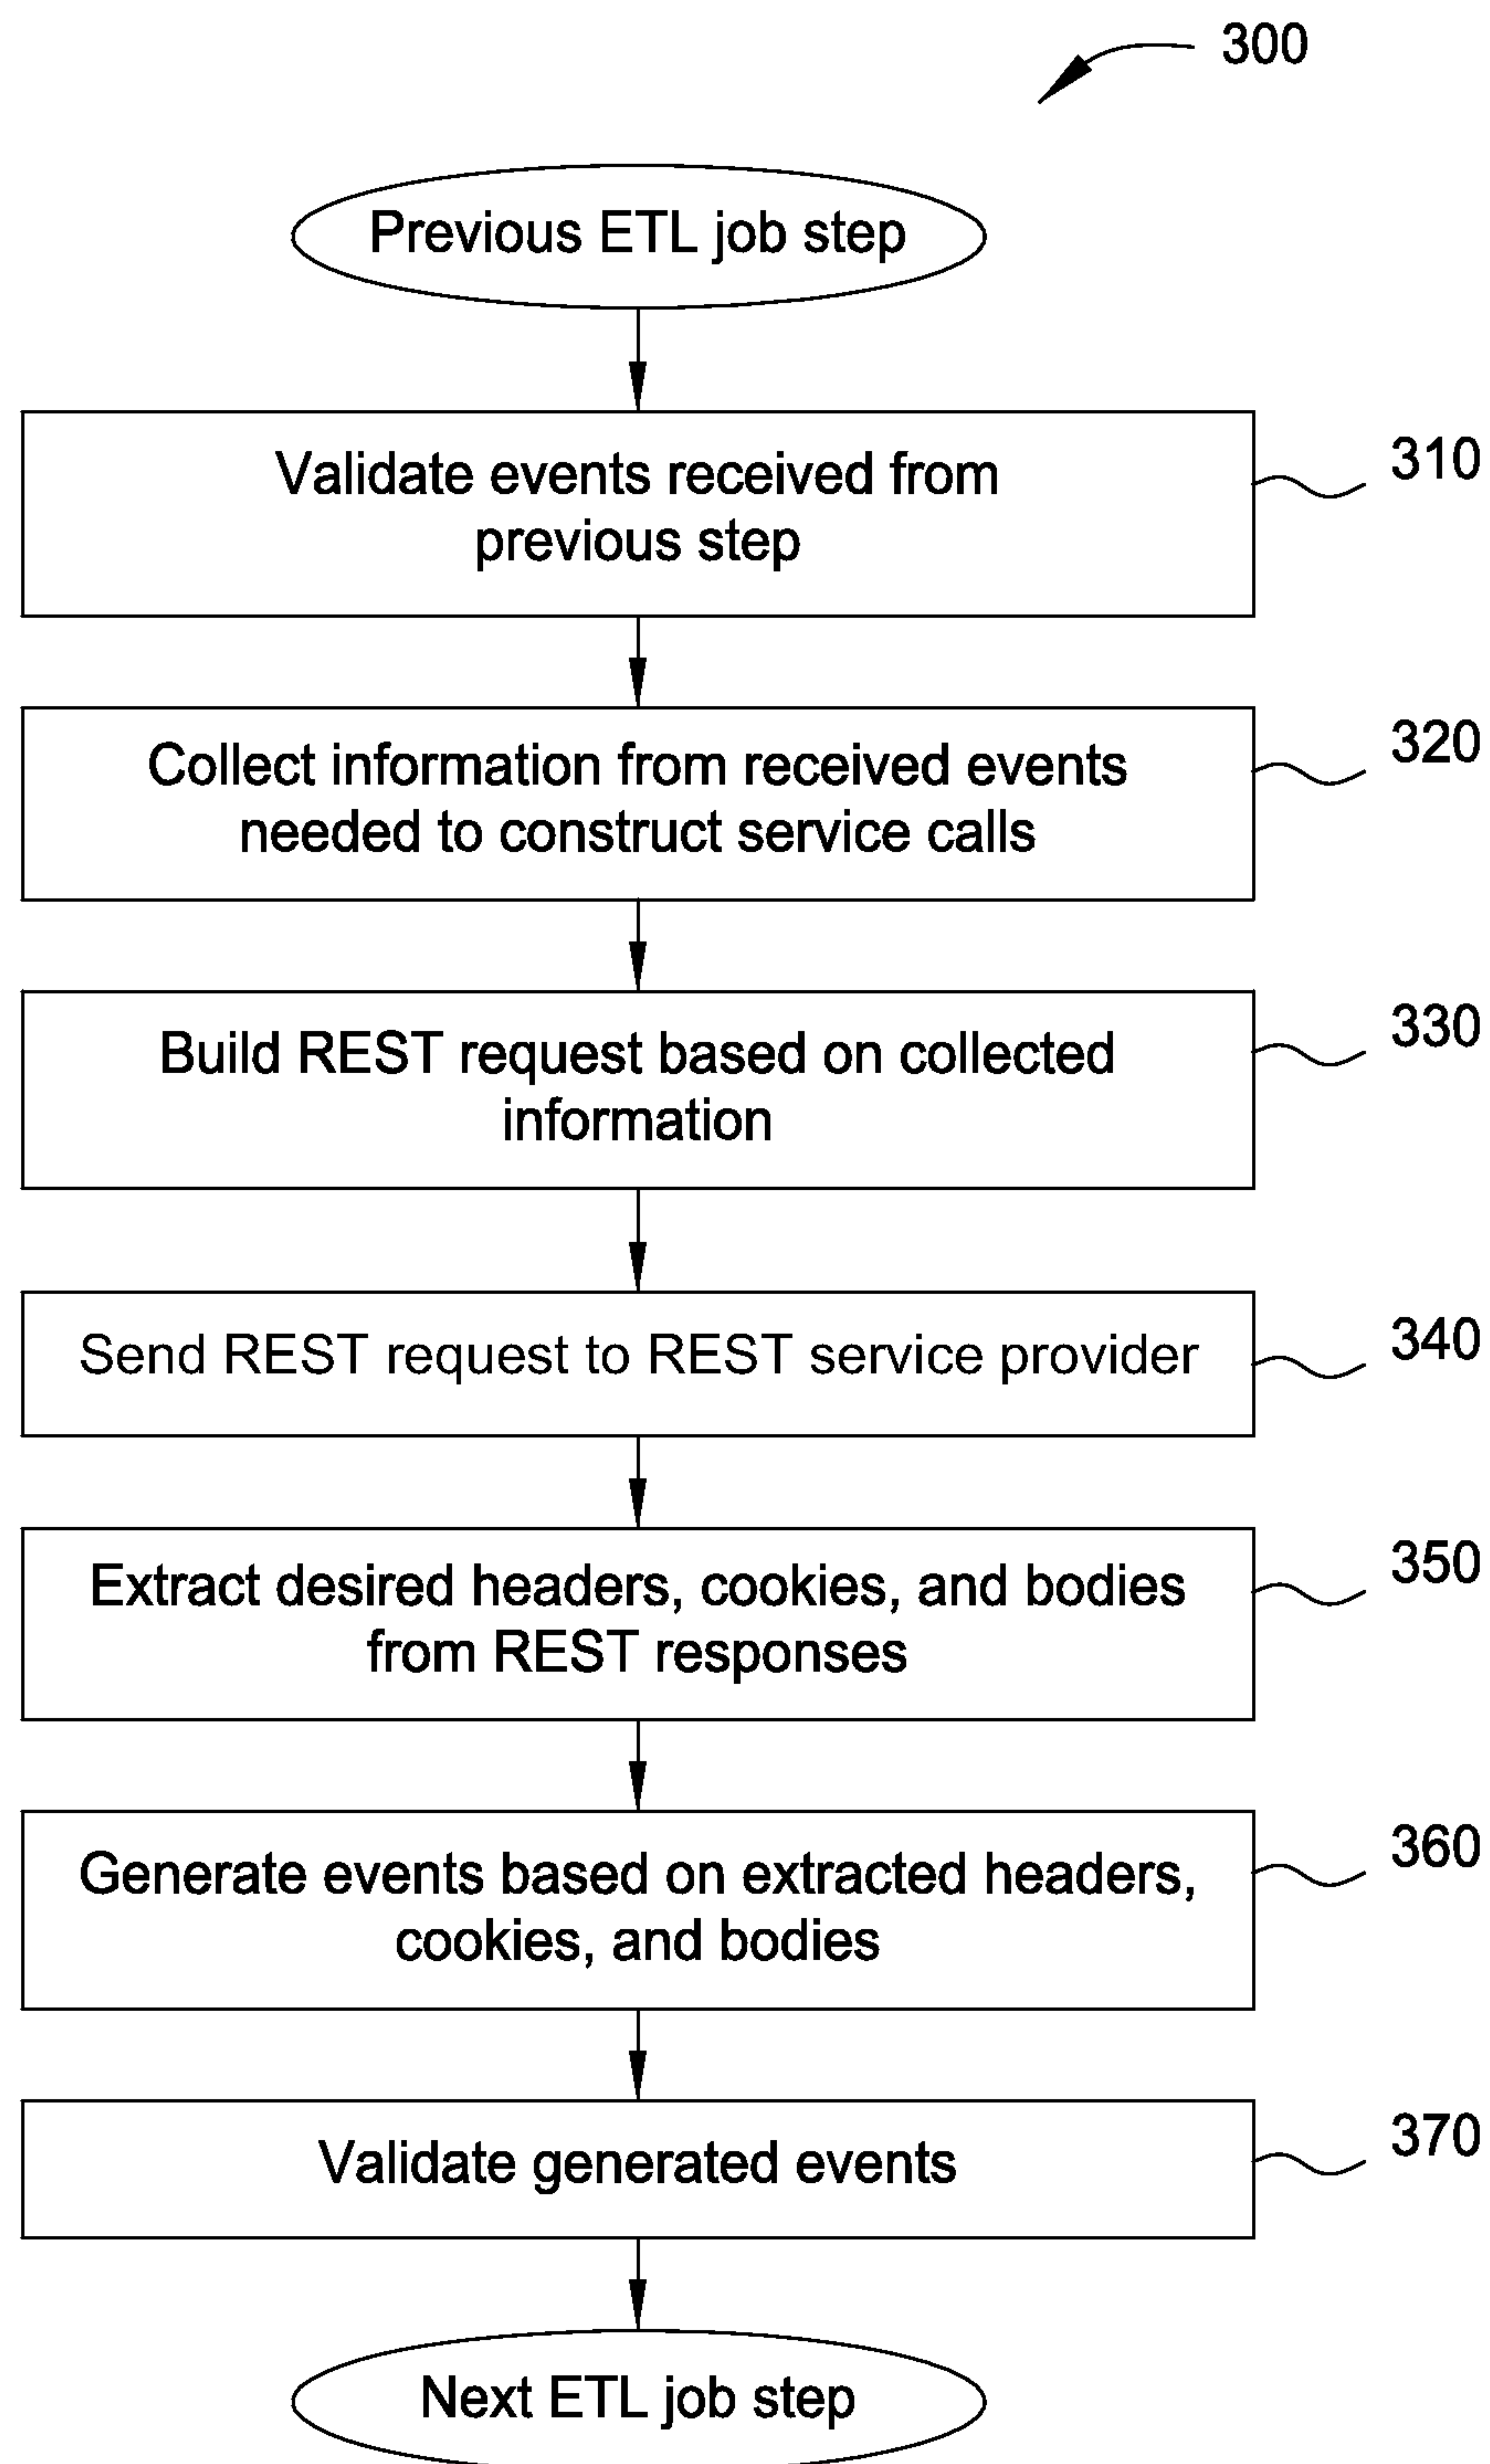 300
Previous ETL job step
Validate events received from
previous step
310
Collect information from received events
needed to construct service calls
320
Build REST request based on collected
information
330
Send REST request to REST service provider
340
Extract desired headers, cookies, and bodies
from REST responses
350
Generate events based on extracted headers,
cookies, and bodies
360
Validate generated events
370
Next ETL job step